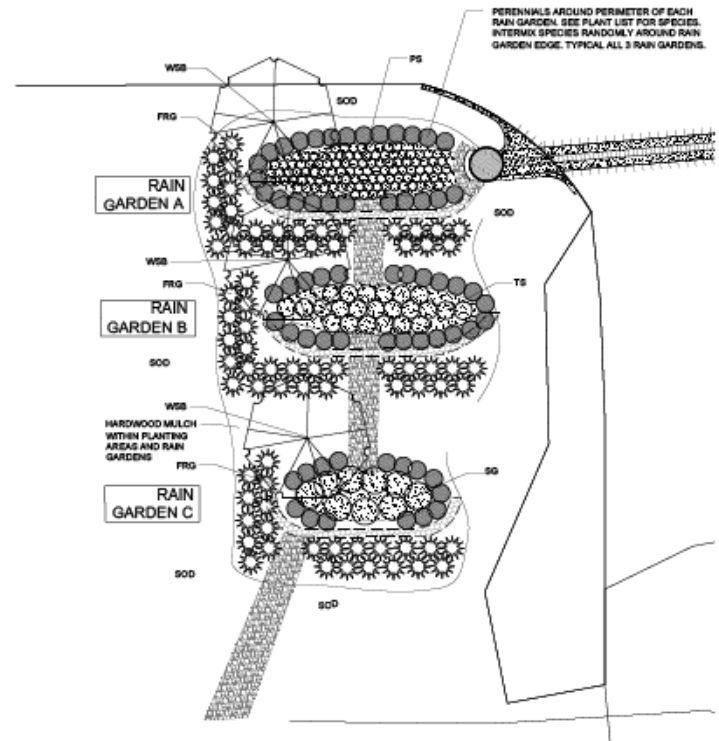 PERENNIALS AROUND PERIMETER OF EACH
RAIN GARDEN. SEE PLANT LIST FOR SPECIES.
INTERMIX SPECIES RANDOMLY AROUND RAIN
GARDEN EDGE. TYPICAL ALL 3 RAIN GARDENS.
PS
WSB
SOD
FRG
RAIN
GARDEN A
SOD
WSB
FRG
TS
RAIN
GARDEN B
SOD
WSB
HARDWOOD MULCH
WITHIN PLANTING
AREAS AND RAIN
GARDENS
FRG
SG
RAIN
GARDEN C
SOD
SOD